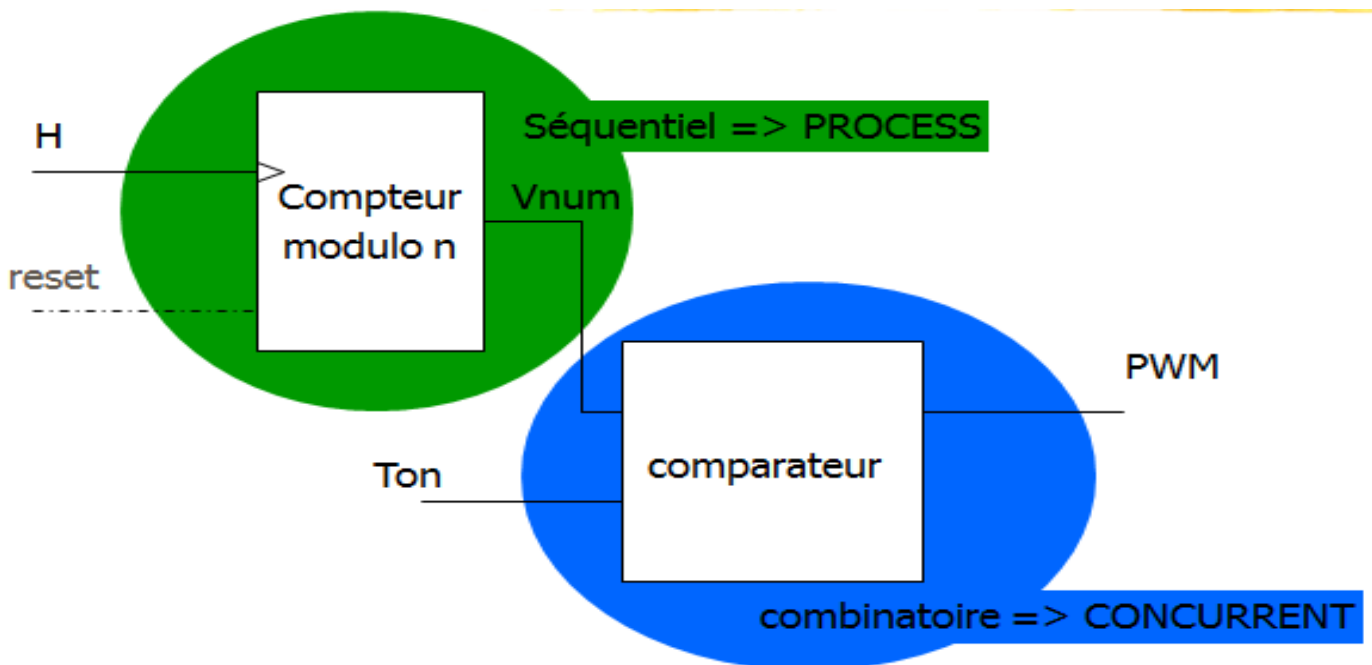 H
Séquentiel => PROCESS
Compteur
modulo n
Vnum
reset
PWM
Ton
comparateur
combinatoire => CONCURRENT